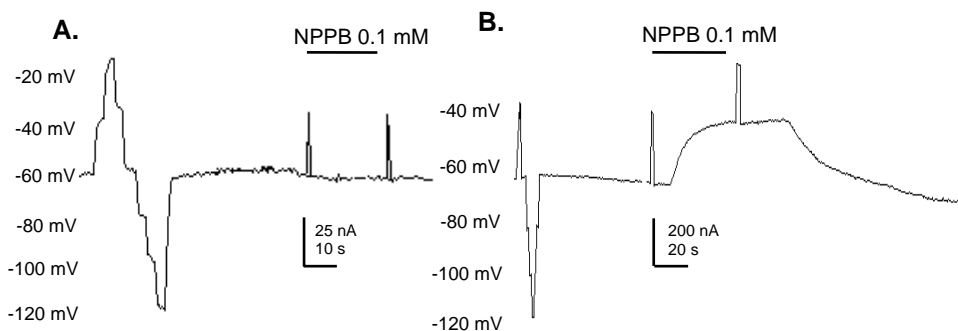 A.
NPPB 0.1 mM
-20 mV
-40 mV
-60 mV
-80 mV
-100 mV
-120 mV
25 nA
10 s
B.
NPPB 0.1 mM
-40 mV
-60 mV
-80 mV
-100 mV
-120 mV
200 nA
20 s